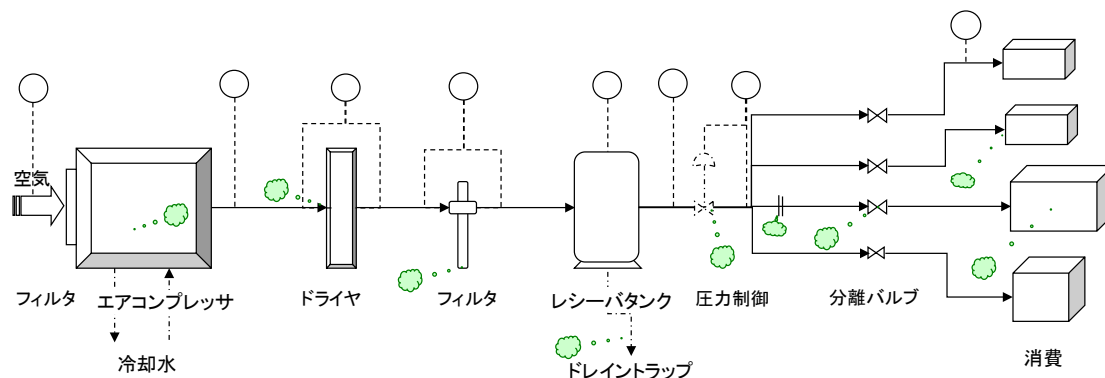 空気
フィルタ
エアコンプレッサ
ドライヤ
フィルタ
レシーバタンク
圧力制御
分離バルブ
冷却水
ドレイントラップ
消費